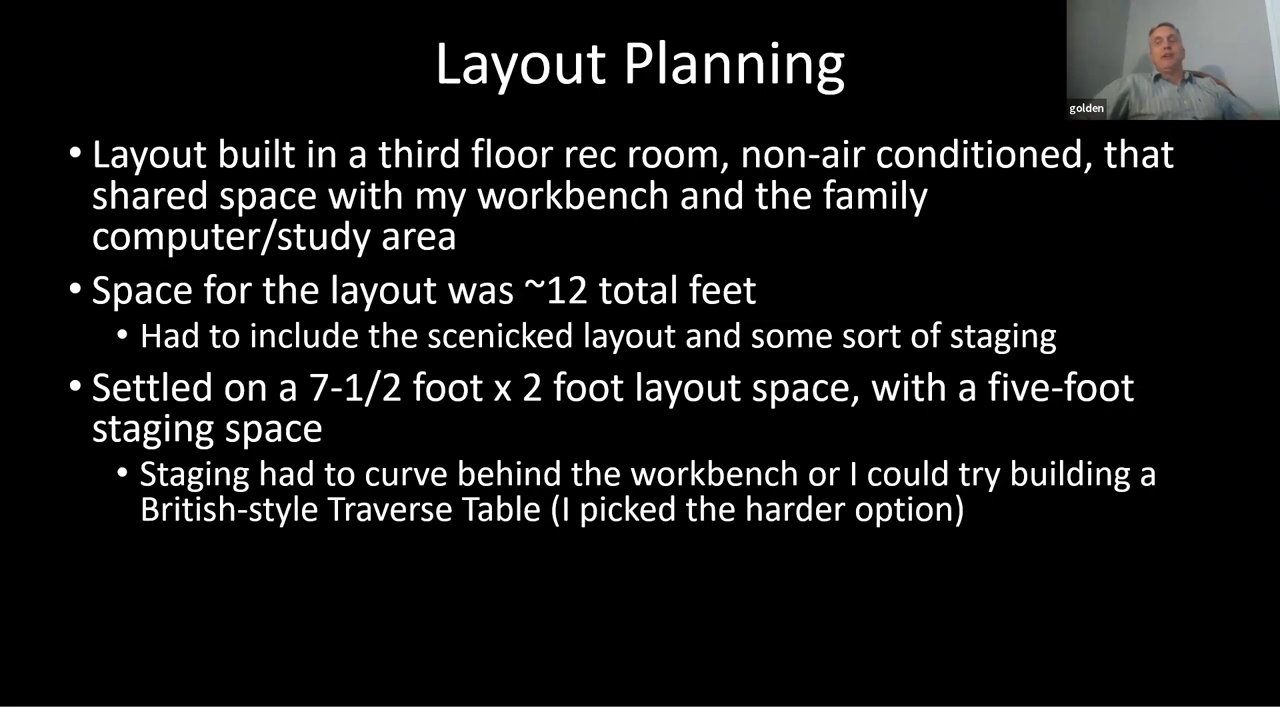 Layout Planning
golden
• Layout built in a third floor rec room, non-air conditioned, that
shared space with my workbench and the family
computer/study area
• Space for the layout was ~12 total feet
• Had to include the scenicked layout and some sort of staging
• Settled on a 7-1/2 foot x 2 foot layout space, with a five-foot
staging space
• Staging had to curve behind the workbench or I could try building a
British-style Traverse Table (I picked the harder option)